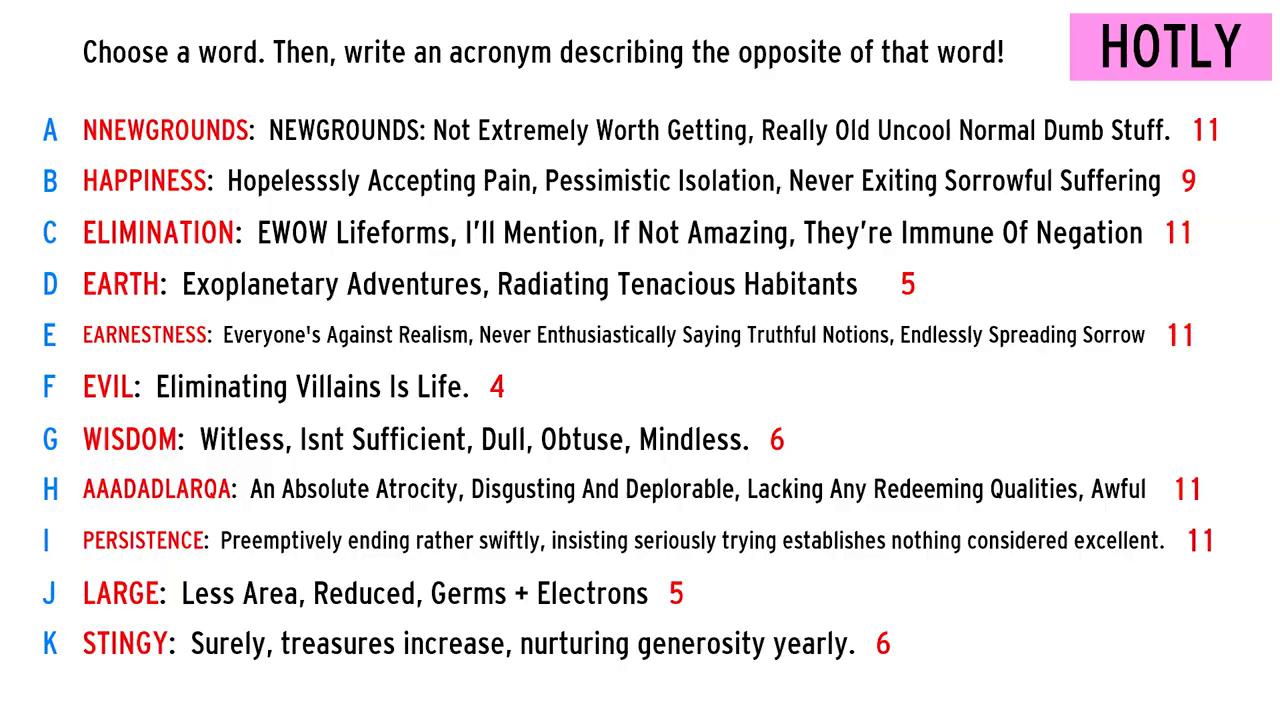 Choose a word. Then, write an acronym describing the opposite of that word!
HOTLY
A NNEWGROUNDS: NEWGROUNDS: Not Extremely Worth Getting, Really Old Uncool Normal Dumb Stuff. 11
B HAPPINESS: Hopelesssly Accepting Pain, Pessimistic Isolation, Never Exiting Sorrowful Suffering 9
C ELIMINATION: EWOW Lifeforms, I'll Mention, If Not Amazing, They're Immune Of Negation 11
D EARTH: Exoplanetary Adventures, Radiating Tenacious Habitants 5
E EARNESTNESS: Everyone's Against Realism, Never Enthusiastically Saying Truthful Notions, Endlessly Spreading Sorrow 11
F EVIL: Eliminating Villains Is Life. 4
G WISDOM: Witless, Isnt Sufficient, Dull, Obtuse, Mindless. 6
H AAADADLARQA: An Absolute Atrocity, Disgusting And Deplorable, Lacking Any Redeeming Qualities, Awful 11
I PERSISTENCE: Preemptively ending rather swiftly, insisting seriously trying establishes nothing considered excellent. 11
J LARGE: Less Area, Reduced, Germs + Electrons 5
K STINGY: Surely, treasures increase, nurturing generosity yearly. 6